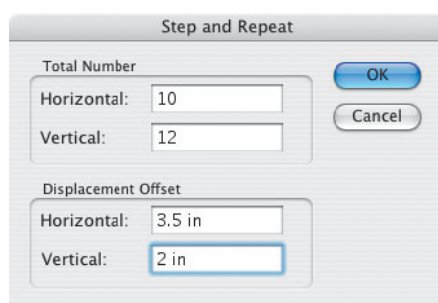 Step and Repeat
Total Number
Horizontal: 10
Vertical: 12
OK
Cancel
Displacement Offset
Horizontal: 3.5 in
Vertical: 2 in